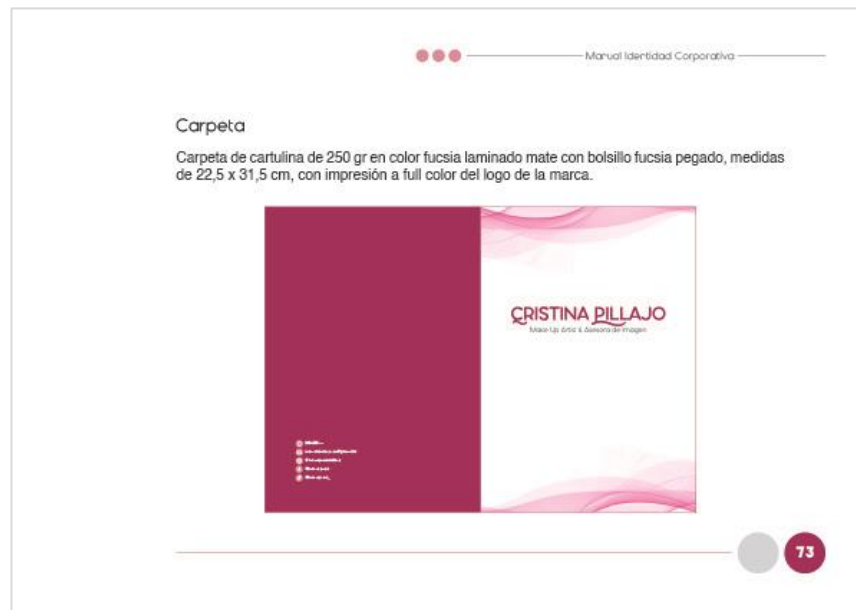 Manual Identidad Corporativa
Carpeta
Carpeta de cartulina de 250 gr en color fucsia laminado mate con bolsillo fucsia pegado, medidas
de 22,5 x 31,5 cm, con impresión a full color del logo de la marca.
CRISTINA PILLAJO
Make Up Artist & Asesora de Imagen
73